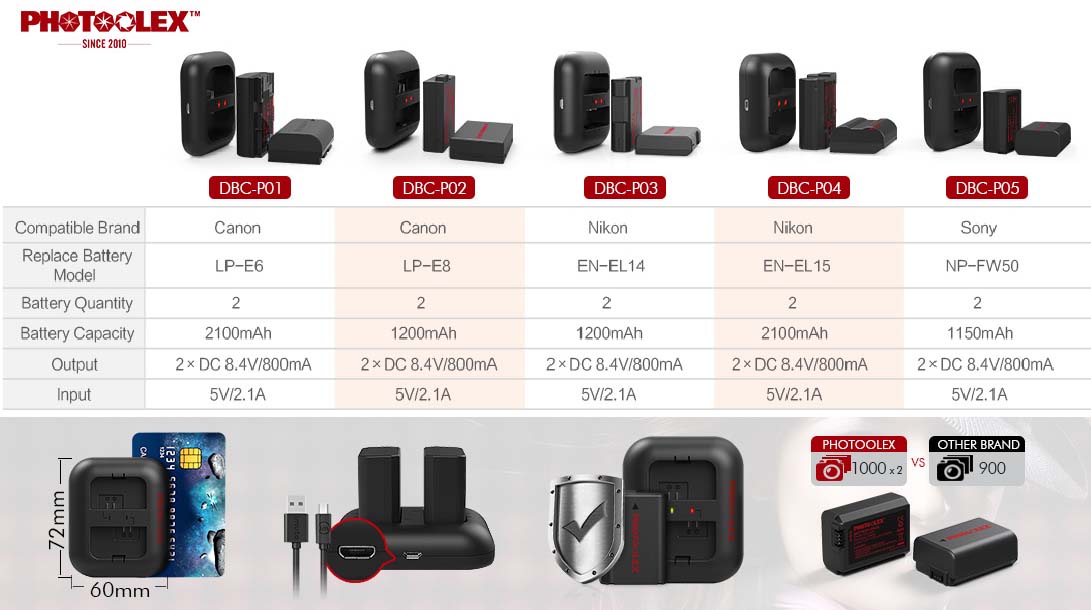 PHOTOOLEX™
SINCE 2010
DBC-P01 DBC-P02 DBC-P03 DBC-P04 DBC-P05
Compatible Brand Canon Canon Nikon Nikon Sony
Replace Battery
Model LP-E6 LP-E8 EN-EL14 EN-EL15 NP-FW50
Battery Quantity 2 2 2 2 2
Battery Capacity 2100mAh 1200mAh 1200mAh 2100mAh 1150mAh
Output 2×DC 8.4V/800mA 2×DC 8.4V/800mA 2×DC 8.4V/800mA 2×DC 8.4V/800mA 2×DC 8.4V/800mA
Input 5V/2.1A 5V/2.1A 5V/2.1A 5V/2.1A 5V/2.1A
72mm
60mm
PHOTOOLEX VS OTHER BRAND
1000 x 2 900
PHOTOOLEX
PHOTOOLEX